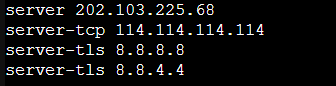 server 202.103.225.68
server-tcp 114.114.114.114
server-tls 8.8.8.8
server-tls 8.8.4.4